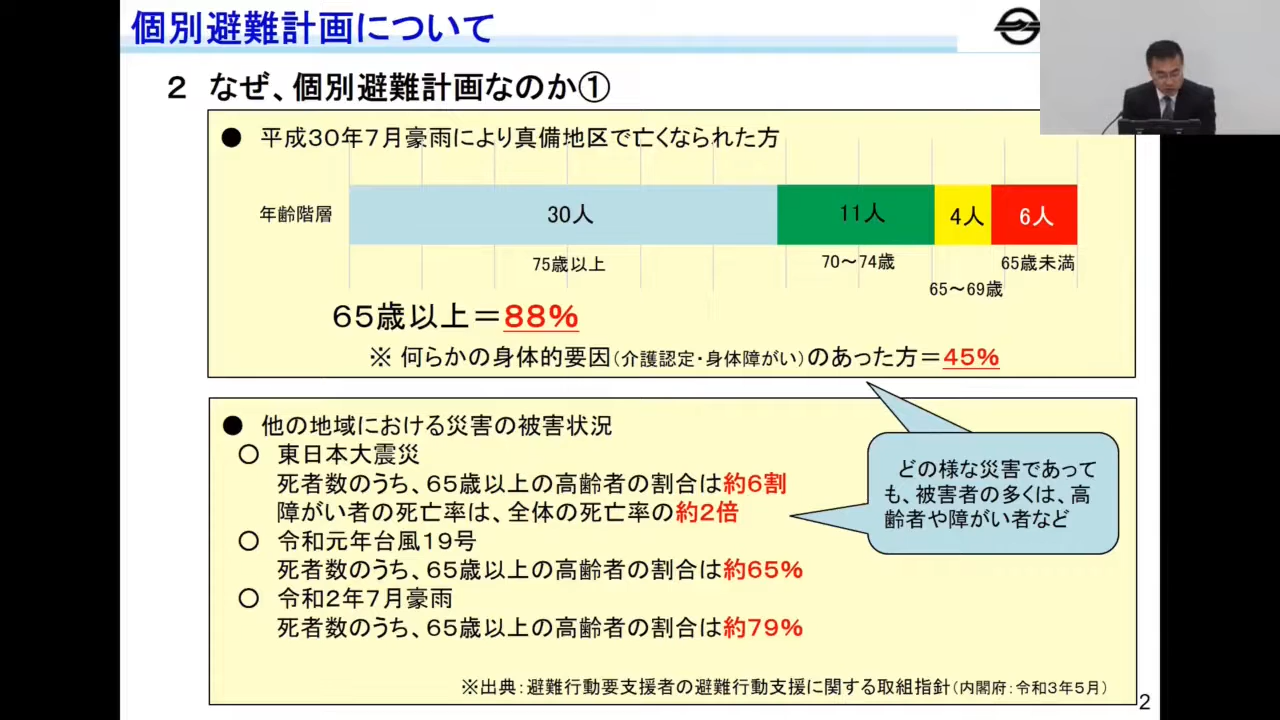 個別避難計画について
２　なぜ、個別避難計画なのか①
●　平成３０年７月豪雨により真備地区で亡くなられた方
年齢階層
30人
11人
4人
6人
75歳以上
70～74歳
65～69歳
65歳未満
６５歳以上＝８８％
※ 何らかの身体的要因（介護認定・身体障がい）のあった方＝４５％
●　他の地域における災害の被害状況
○　東日本大震災
死者数のうち、６５歳以上の高齢者の割合は約６割
障がい者の死亡率は、全体の死亡率の約２倍
○　令和元年台風１９号
死者数のうち、６５歳以上の高齢者の割合は約６５％
○　令和２年７月豪雨
死者数のうち、６５歳以上の高齢者の割合は約７９％
どの様な災害であって
も、被害者の多くは、高
齢者や障がい者など
※出典：避難行動要支援者の避難行動支援に関する取組指針（内閣府：令和３年５月）
2